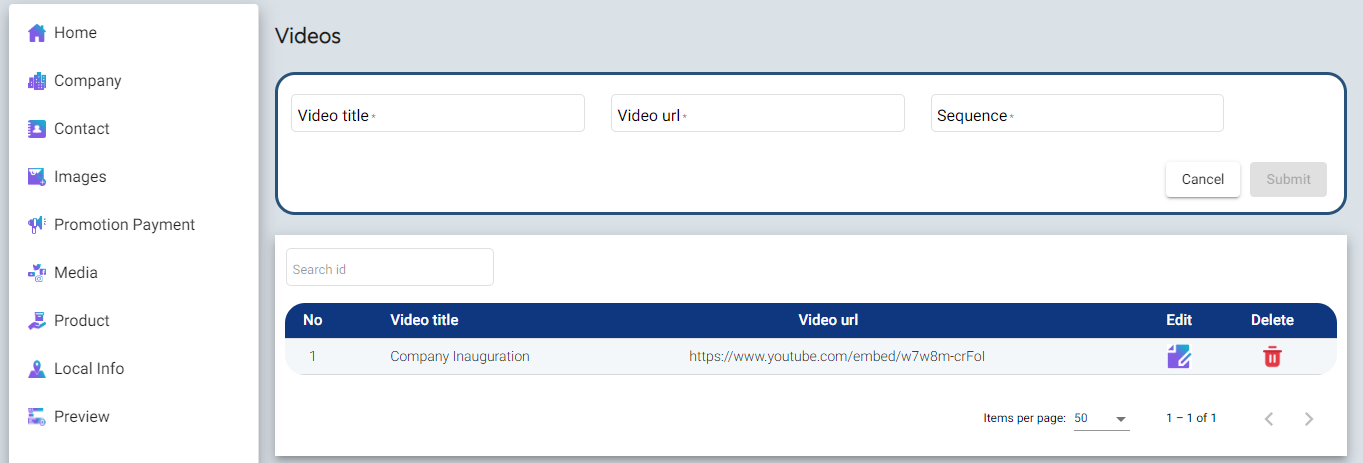 Home
Company
Contact
Images
Promotion Payment
Media
Product
Local Info
Preview
Videos
Video title *
Video url *
Sequence *
Cancel
Submit
Search id
No Video title Video url Edit Delete
1 Company Inauguration https://www.youtube.com/embed/w7w8m-crFoI
Items per page: 50 1 – 1 of 1